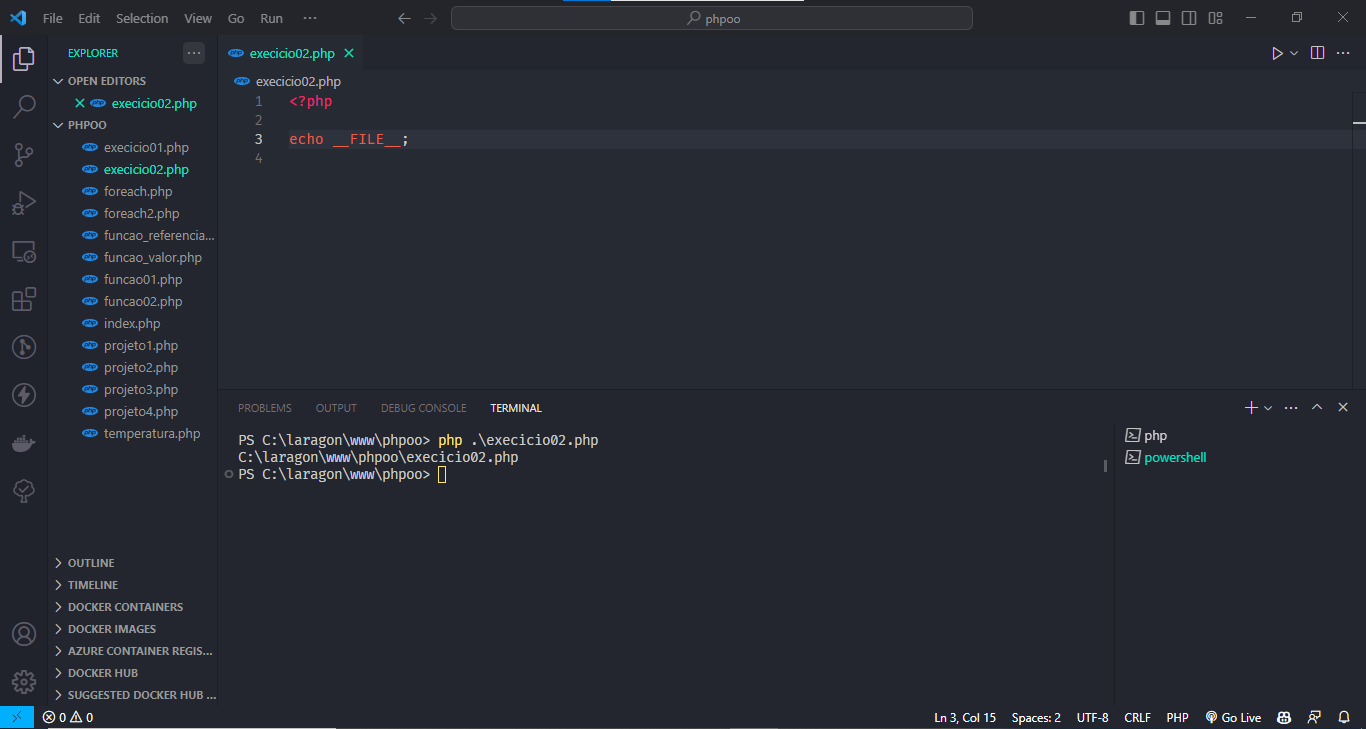 File Edit Selection View Go Run ···
phpoo
EXPLORER ···
OPEN EDITORS
execicio02.php
PHPOO
execicio01.php
execicio02.php
foreach.php
foreach2.php
funcao_referencia...
funcao_valor.php
funcao01.php
funcao02.php
index.php
projeto1.php
projeto2.php
projeto3.php
projeto4.php
temperatura.php
OUTLINE
TIMELINE
DOCKER CONTAINERS
DOCKER IMAGES
AZURE CONTAINER REGIS...
DOCKER HUB
SUGGESTED DOCKER HUB ...
php execicio02.php
php execicio02.php
1 <?php
2
3 echo __FILE__;
4
PROBLEMS OUTPUT DEBUG CONSOLE TERMINAL
PS C:\laragon\www\phpoo> php .\execicio02.php
C:\laragon\www\phpoo\execicio02.php
PS C:\laragon\www\phpoo>
php
powershell
0 0
Ln 3, Col 15 Spaces: 2 UTF-8 CRLF PHP Go Live